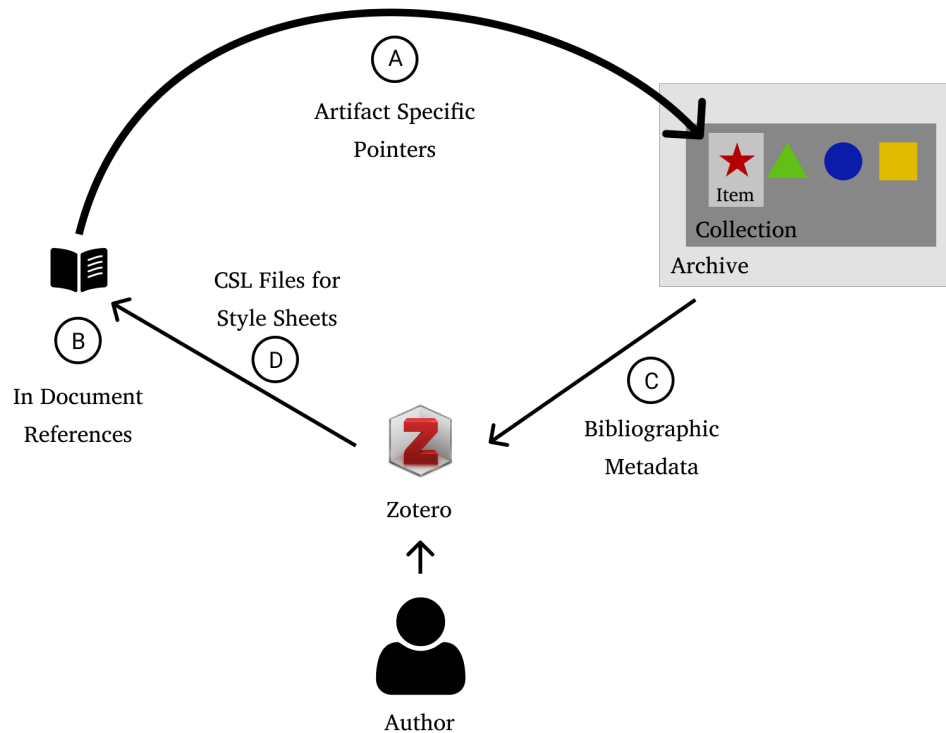 A
Artifact Specific
Pointers
Item
Collection
Archive
CSL Files for
Style Sheets
D
B
In Document
References
C
Bibliographic
Metadata
Z
Zotero
Author